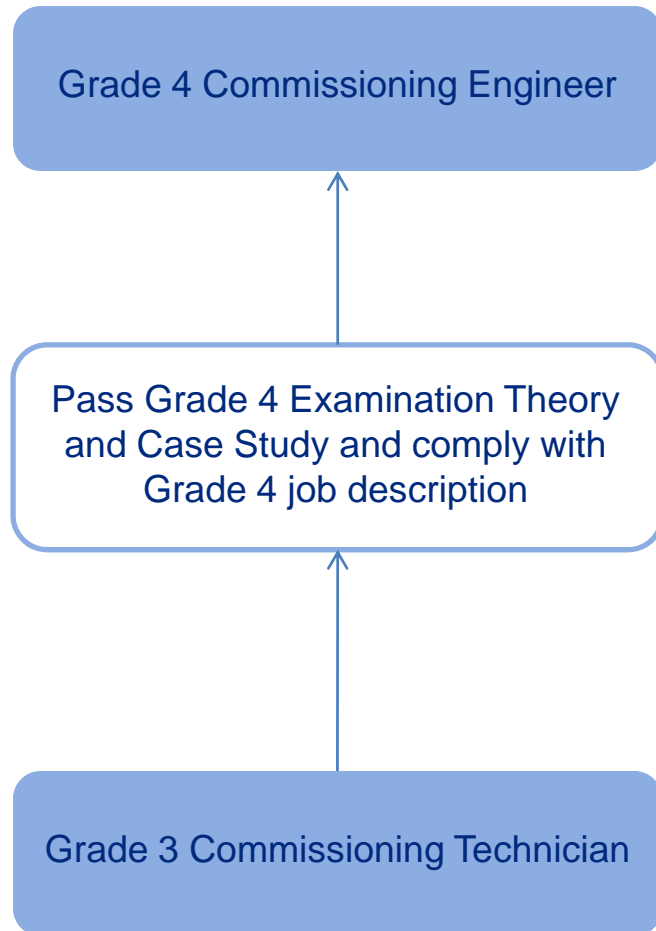 Grade 4 Commissioning Engineer
Pass Grade 4 Examination Theory
and Case Study and comply with
Grade 4 job description
Grade 3 Commissioning Technician